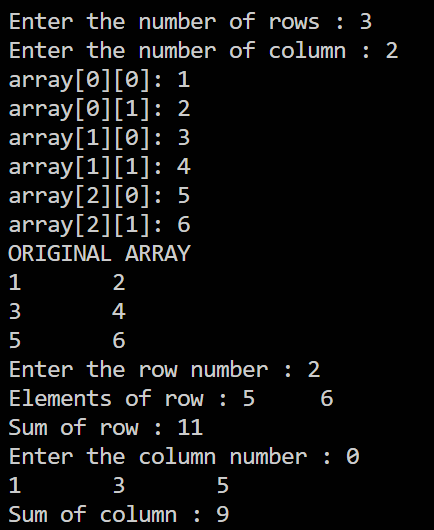 Enter the number of rows : 3
Enter the number of column : 2
array[0][0]: 1
array[0][1]: 2
array[1][0]: 3
array[1][1]: 4
array[2][0]: 5
array[2][1]: 6
ORIGINAL ARRAY
1       2
3       4
5       6
Enter the row number : 2
Elements of row : 5     6
Sum of row : 11
Enter the column number : 0
1       3       5
Sum of column : 9